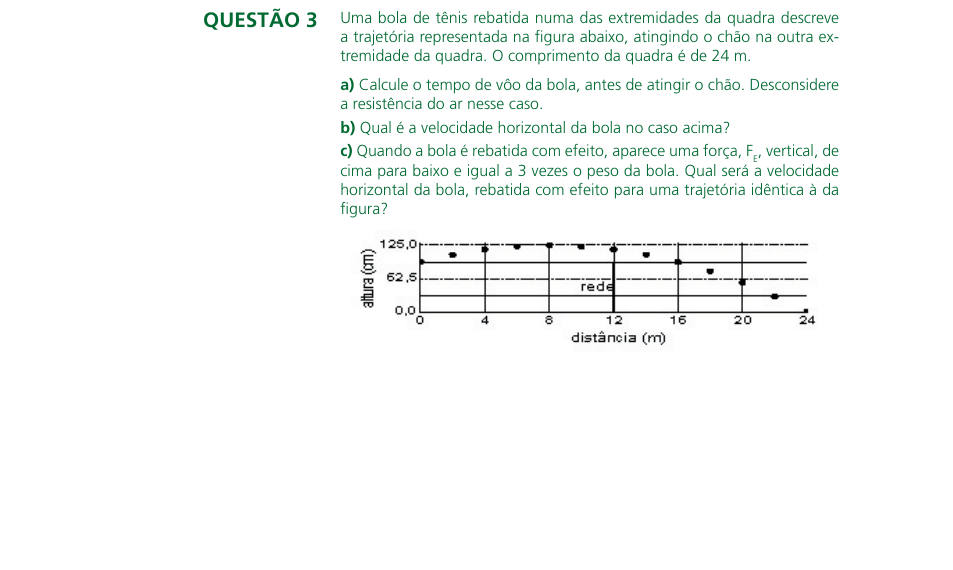 QUESTÃO 3
Uma bola de tênis rebatida numa das extremidades da quadra descreve
a trajetória representada na figura abaixo, atingindo o chão na outra ex-
tremidade da quadra. O comprimento da quadra é de 24 m.
a) Calcule o tempo de vôo da bola, antes de atingir o chão. Desconsidere
a resistência do ar nesse caso.
b) Qual é a velocidade horizontal da bola no caso acima?
c) Quando a bola é rebatida com efeito, aparece uma força, F_E, vertical, de
cima para baixo e igual a 3 vezes o peso da bola. Qual será a velocidade
horizontal da bola, rebatida com efeito para uma trajetória idêntica à da
figura?
altura (cm)
125,0
62,5
0,0
rede
0 4 8 12 16 20 24
distância (m)